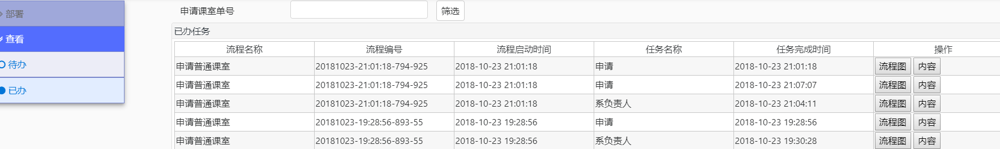 部署
查看
待办
已办
申请课室单号 筛选
已办任务
流程名称 流程编号 流程启动时间 任务名称 任务完成时间 操作
申请普通课室 20181023-21:01:18-794-925 2018-10-23 21:01:18 申请 2018-10-23 21:01:18 流程图 内容
申请普通课室 20181023-21:01:18-794-925 2018-10-23 21:01:18 申请 2018-10-23 21:07:07 流程图 内容
申请普通课室 20181023-21:01:18-794-925 2018-10-23 21:01:18 系负责人 2018-10-23 21:04:11 流程图 内容
申请普通课室 20181023-19:28:56-893-55 2018-10-23 19:28:56 申请 2018-10-23 19:28:56 流程图 内容
申请普通课室 20181023-19:28:56-893-55 2018-10-23 19:28:56 系负责人 2018-10-23 19:30:28 流程图 内容